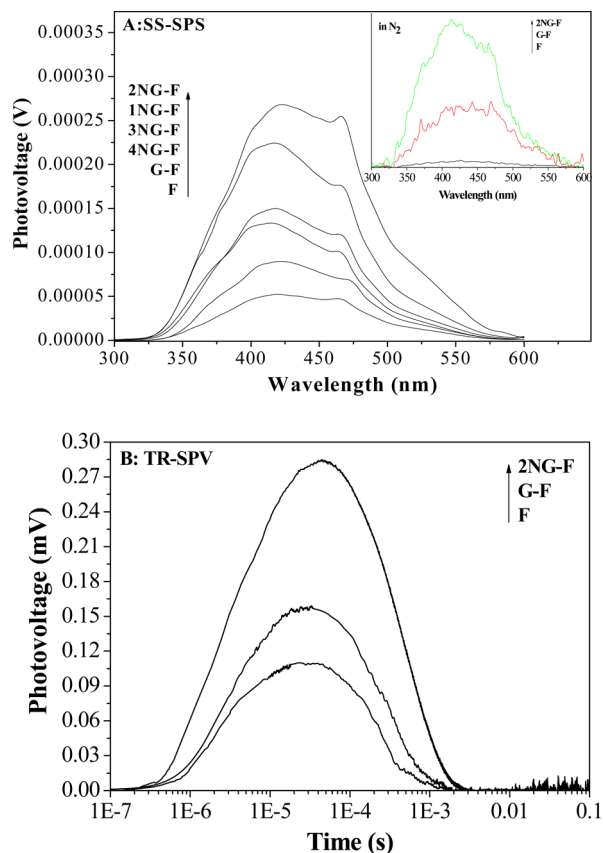 A:SS-SPS
2NG-F
1NG-F
3NG-F
4NG-F
G-F
F
Photovoltage (V)
0.00035
0.00030
0.00025
0.00020
0.00015
0.00010
0.00005
0.00000
300 350 400 450 500 550 600
Wavelength (nm)
in N2
2NG-F
G-F
F
300 350 400 450 500 550 600
Wavelength (nm)
B: TR-SPV
2NG-F
G-F
F
Photovoltage (mV)
0.30
0.27
0.24
0.21
0.18
0.15
0.12
0.09
0.06
0.03
0.00
1E-7 1E-6 1E-5 1E-4 1E-3 0.01 0.1
Time (s)